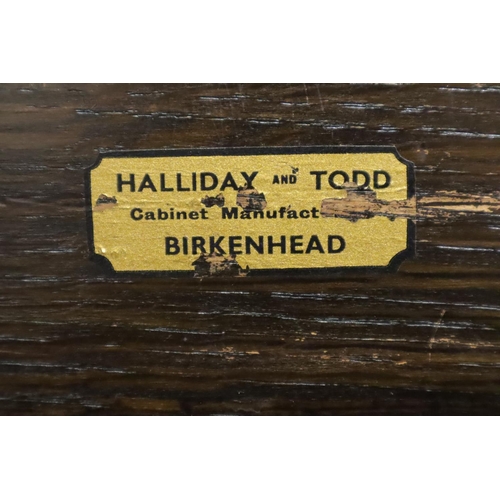 HALLIDAY AND TODD
Cabinet Manufact
BIRKENHEAD